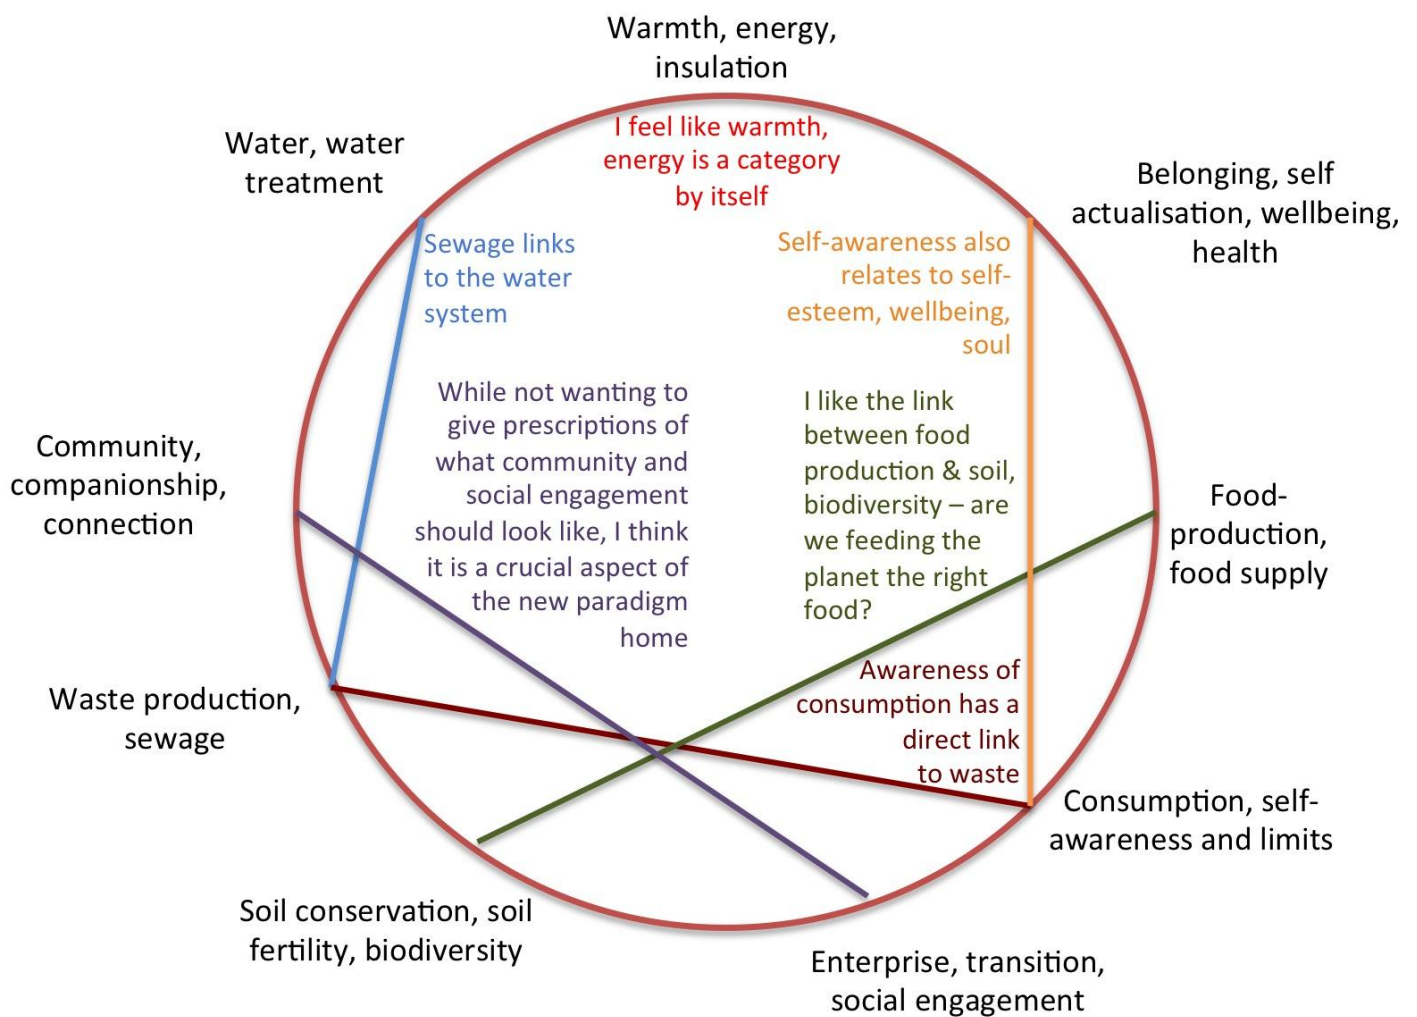 Warmth, energy,
insulation
I feel like warmth,
energy is a category
by itself
Water, water
treatment
Belonging, self
actualisation, wellbeing,
health
Sewage links
to the water
system
Self-awareness also
relates to self-
esteem, wellbeing,
soul
While not wanting to
give prescriptions of
what community and
social engagement
should look like, I think
it is a crucial aspect of
the new paradigm
home
I like the link
between food
production & soil,
biodiversity – are
we feeding the
planet the right
food?
Community,
companionship,
connection
Food-
production,
food supply
Awareness of
consumption has a
direct link
to waste
Waste production,
sewage
Consumption, self-
awareness and limits
Soil conservation, soil
fertility, biodiversity
Enterprise, transition,
social engagement